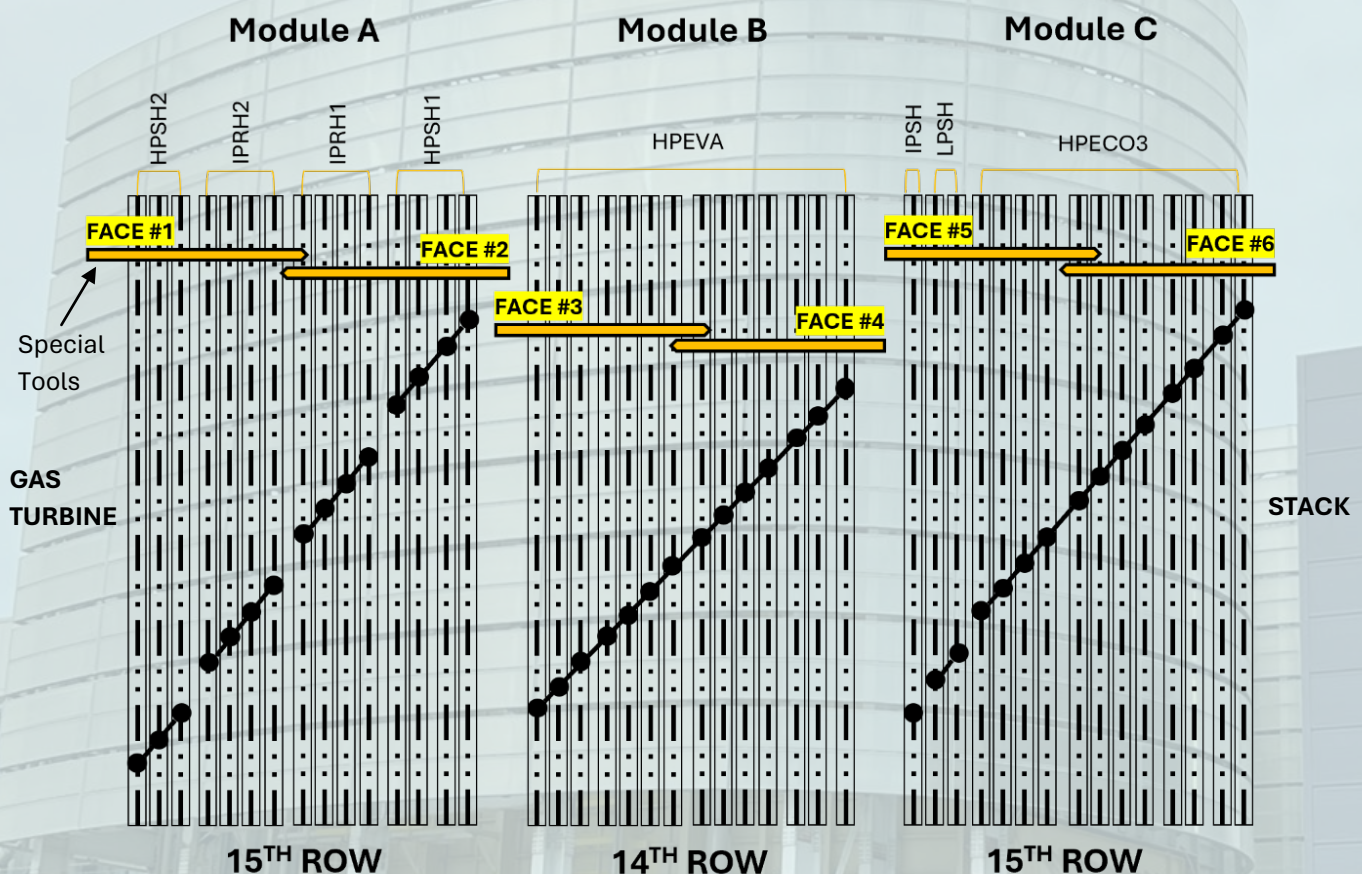 Module A
Module B
Module C
HPSH2
IPRH2
IPRH1
HPSH1
HPEVA
IPSH
LPSH
HPECO3
FACE #1
FACE #2
FACE #3
FACE #4
FACE #5
FACE #6
Special
Tools
GAS
TURBINE
STACK
15TH ROW
14TH ROW
15TH ROW